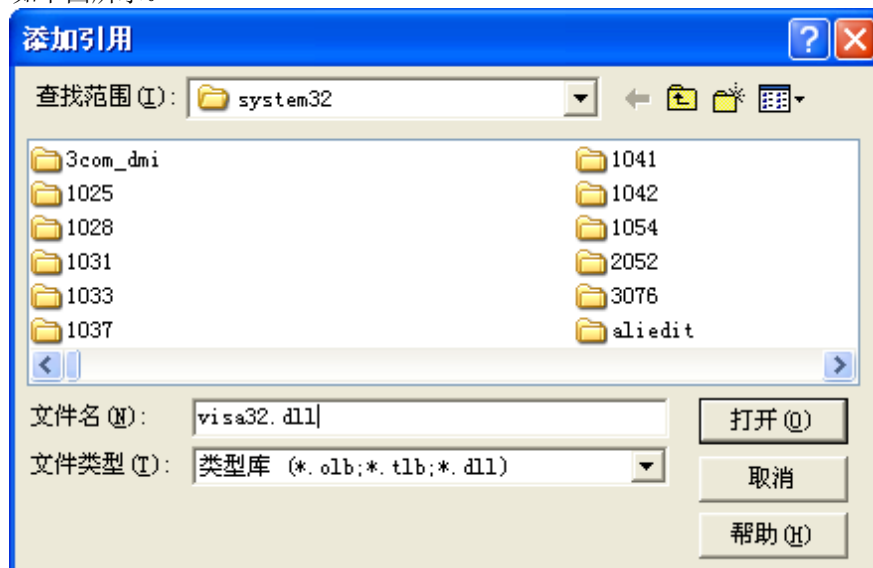 添加引用
查找范围(I): system32
3com_dmi
1025
1028
1031
1033
1037
1041
1042
1054
2052
3076
aliedit
文件名(N): visa32.dll 打开(O)
文件类型(T): 类型库 (*.olb;*.tlb;*.dll) 取消
帮助(H)